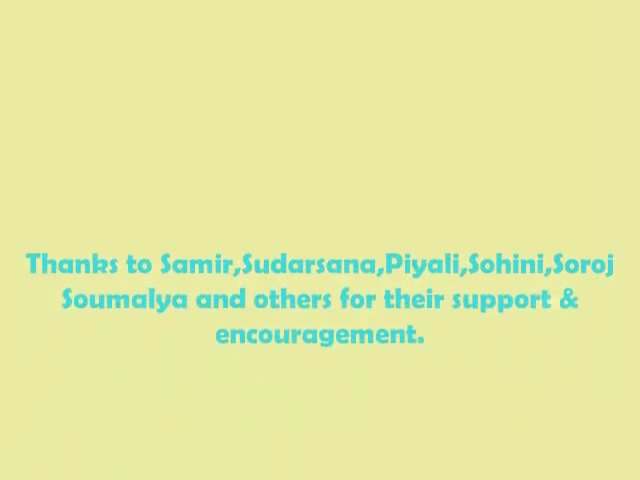 Thanks to Samir,Sudarsana,Piyali,Sohini,Soroj
Soumalya and others for their support &
encouragement.